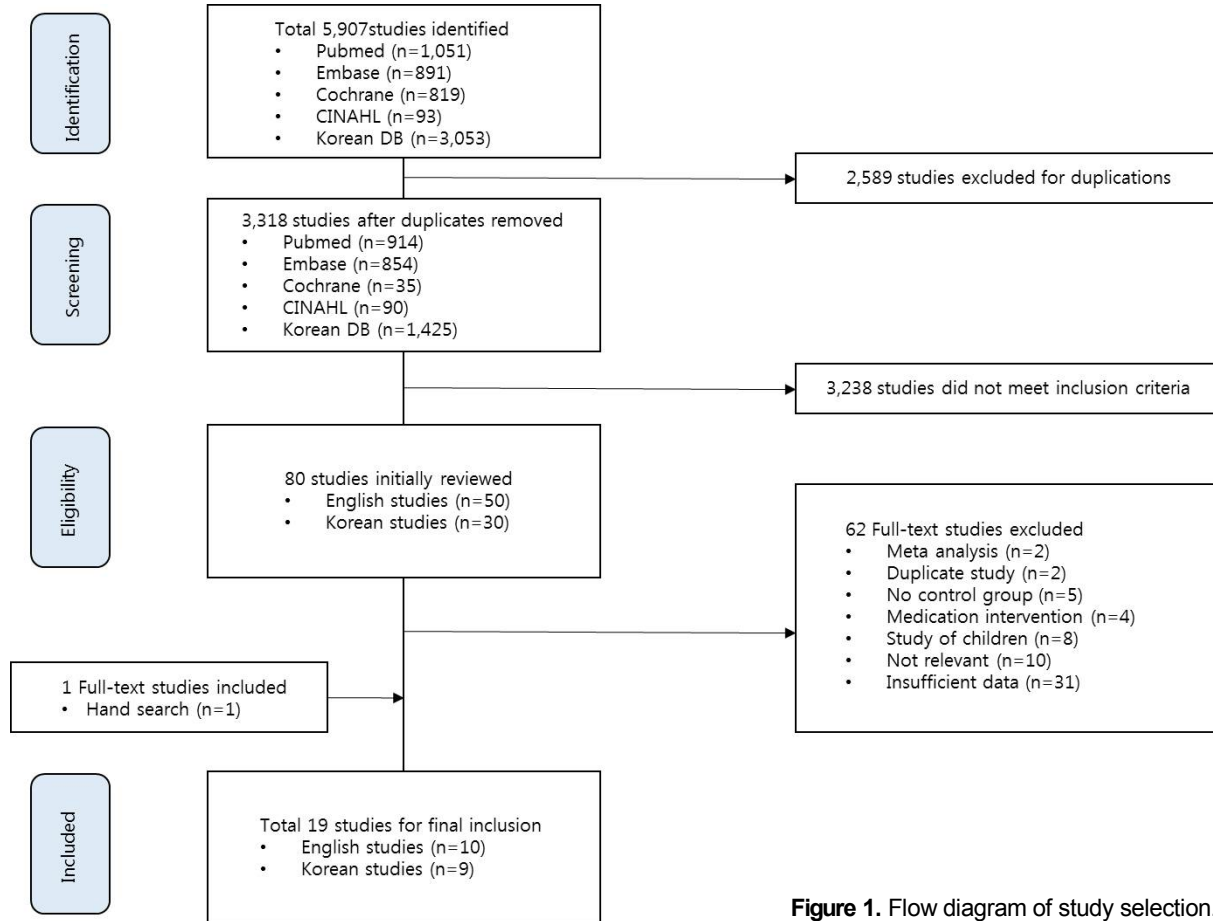 Identification
Total 5,907studies identified
• Pubmed (n=1,051)
• Embase (n=891)
• Cochrane (n=819)
• CINAHL (n=93)
• Korean DB (n=3,053)
2,589 studies excluded for duplications
Screening
3,318 studies after duplicates removed
• Pubmed (n=914)
• Embase (n=854)
• Cochrane (n=35)
• CINAHL (n=90)
• Korean DB (n=1,425)
3,238 studies did not meet inclusion criteria
Eligibility
80 studies initially reviewed
• English studies (n=50)
• Korean studies (n=30)
62 Full-text studies excluded
• Meta analysis (n=2)
• Duplicate study (n=2)
• No control group (n=5)
• Medication intervention (n=4)
• Study of children (n=8)
• Not relevant (n=10)
• Insufficient data (n=31)
1 Full-text studies included
• Hand search (n=1)
Included
Total 19 studies for final inclusion
• English studies (n=10)
• Korean studies (n=9)
Figure 1. Flow diagram of study selection